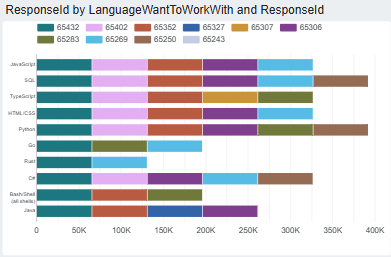 ResponseId by LanguageWantToWorkWith and ResponseId
65432 65402 65352 65327 65307 65306
65283 65269 65250 65243
JavaScript
SQL
TypeScript
HTML/CSS
Python
Go
Rust
C#
Bash/Shell
(all shells)
Java
0 50K 100K 150K 200K 250K 300K 350K 400K